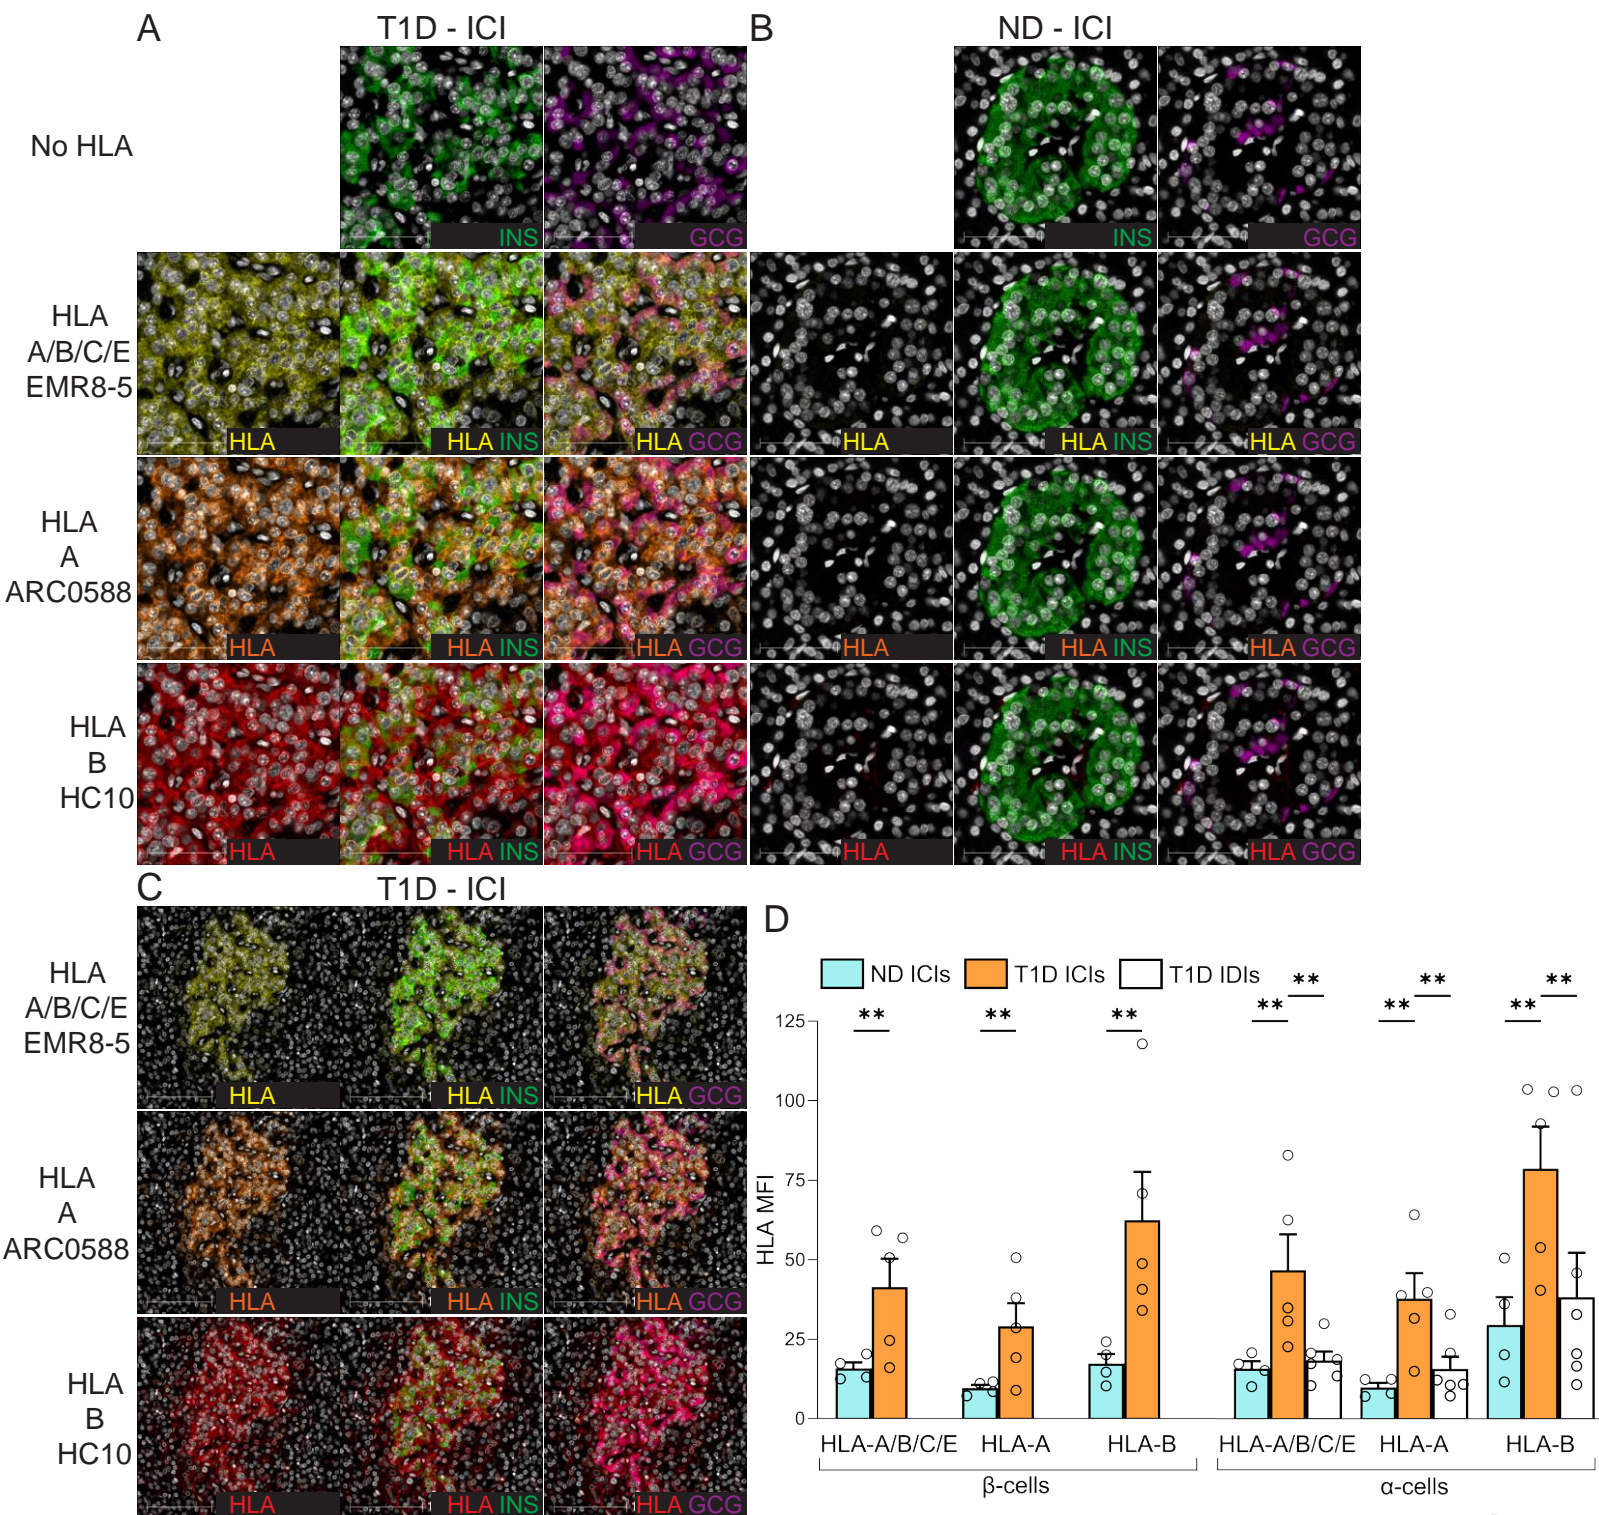 A
T1D - ICI
B
ND - ICI
No HLA
INS
GCG
INS
GCG
HLA
A/B/C/E
EMR8-5
HLA
HLA INS
HLA GCG
HLA
HLA INS
HLA GCG
HLA
A
ARC0588
HLA
HLA INS
HLA GCG
HLA
HLA INS
HLA GCG
HLA
B
HC10
HLA
HLA INS
HLA GCG
HLA
HLA INS
HLA GCG
C
T1D - ICI
HLA
A/B/C/E
EMR8-5
HLA
HLA INS
HLA GCG
HLA
A
ARC0588
HLA
HLA INS
HLA GCG
HLA
B
HC10
HLA
HLA INS
HLA GCG
D
ND ICIs
T1D ICIs
T1D IDIs
** ** ** ** ** ** ** ** **
HLA MFI
125
100
75
50
25
0
HLA-A/B/C/E
HLA-A
HLA-B
HLA-A/B/C/E
HLA-A
HLA-B
β-cells
α-cells